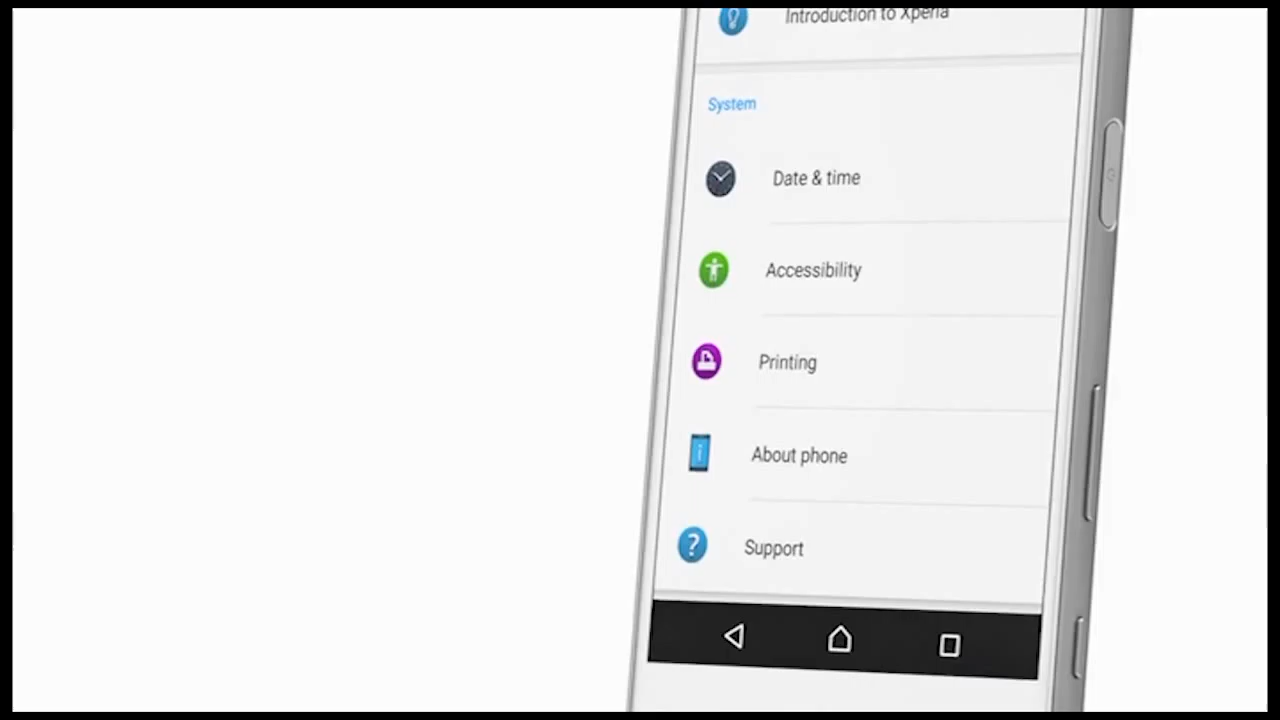 Introduction to Xperia
System
Date & time
Accessibility
Printing
About phone
Support